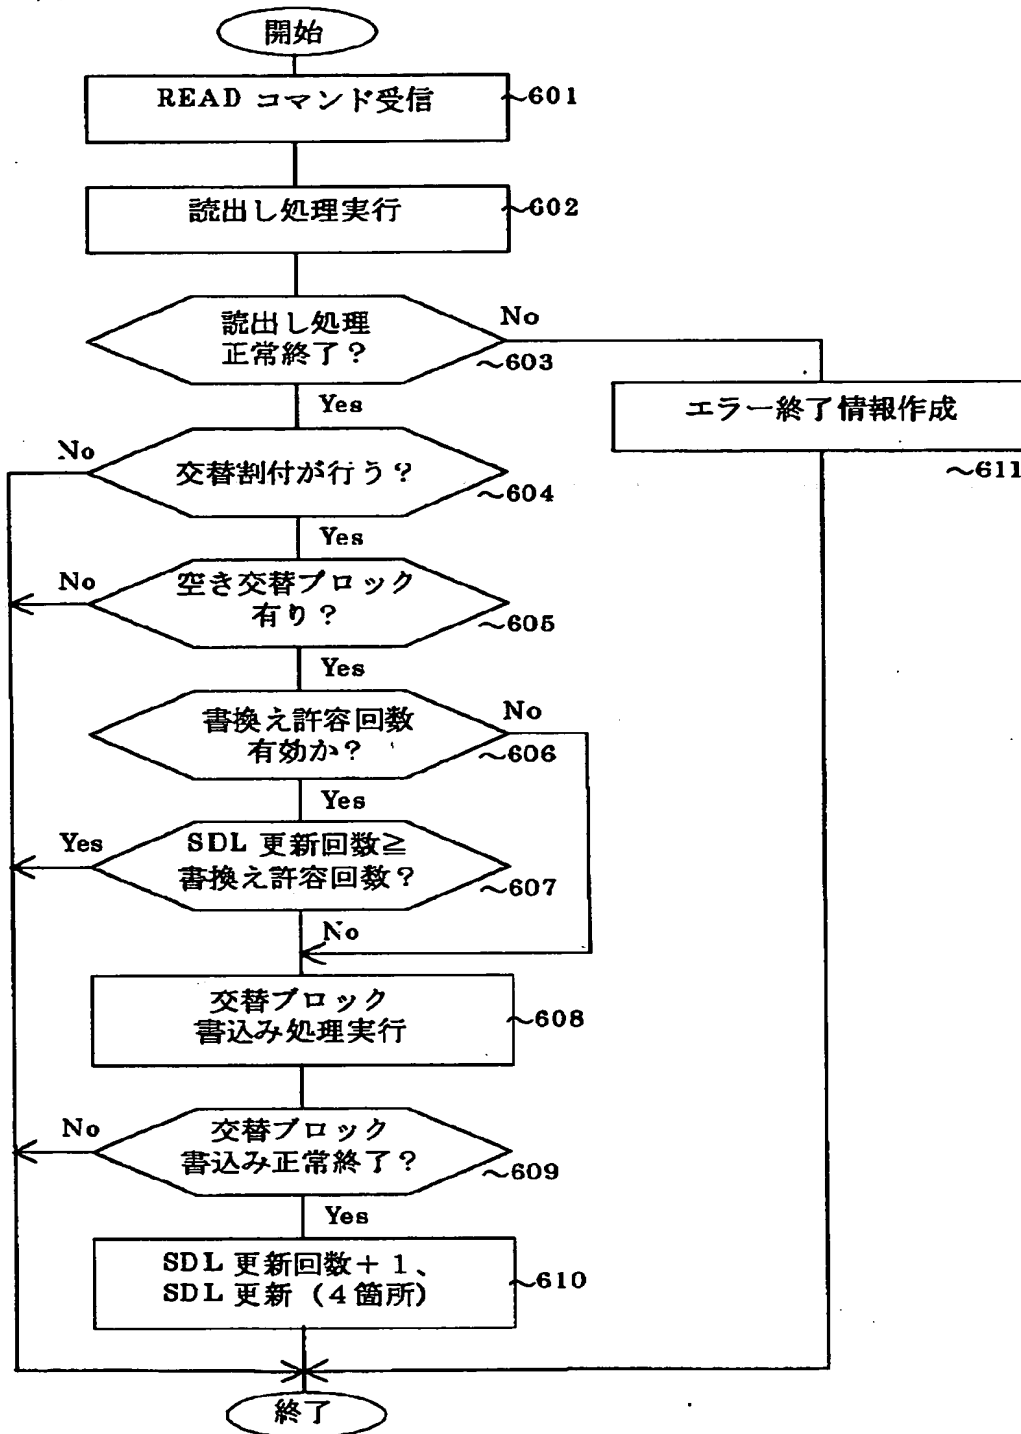 開始
READ コマンド受信
~601
読出し処理実行
~602
読出し処理
正常終了？
~603
No
Yes
エラー終了情報作成
~611
交替割付が行う？
~604
No
Yes
空き交替ブロック
有り？
~605
No
Yes
書換え許容回数
有効か？
~606
No
Yes
SDL 更新回数≧
書換え許容回数？
~607
Yes
No
交替ブロック
書込み処理実行
~608
交替ブロック
書込み正常終了？
~609
No
Yes
SDL 更新回数＋１、
SDL 更新（４箇所）
~610
終了